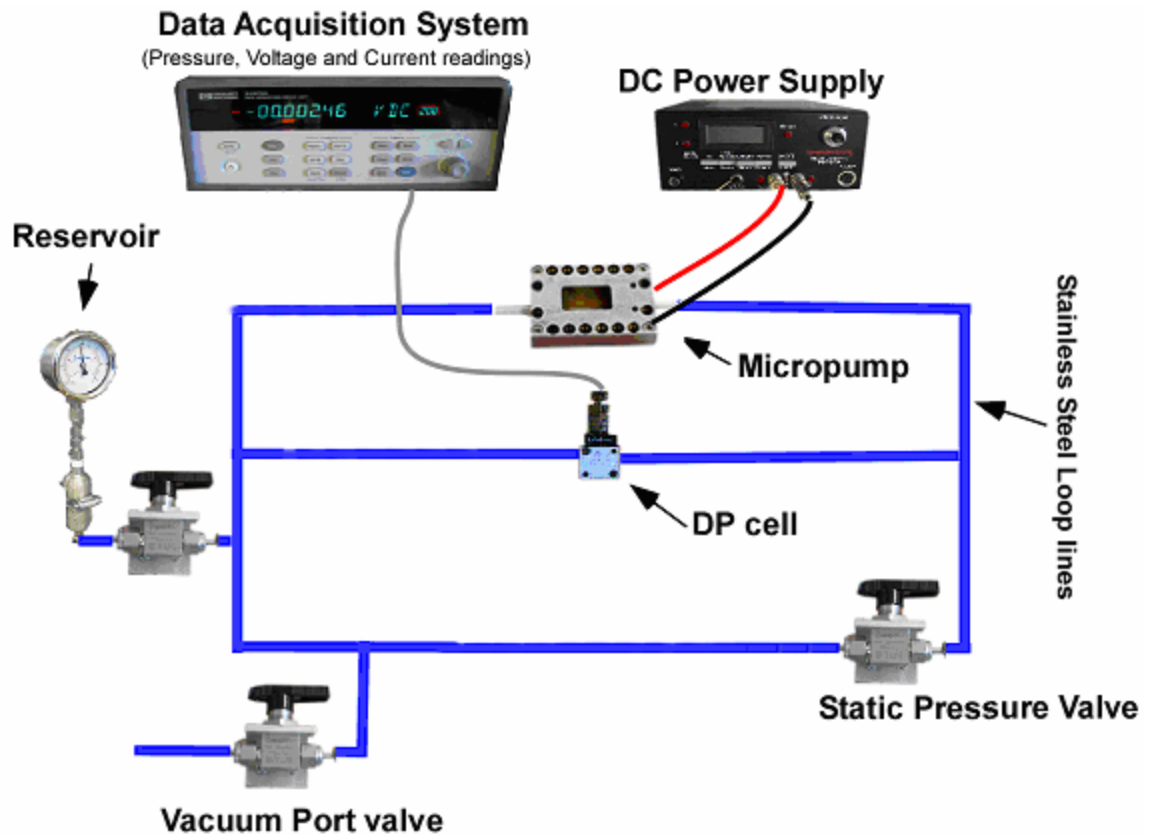 Data Acquisition System
(Pressure, Voltage and Current readings)
DC Power Supply
-00.00246 VDC
Reservoir
Stainless Steel Loop lines
Micropump
DP cell
Static Pressure Valve
Vacuum Port valve